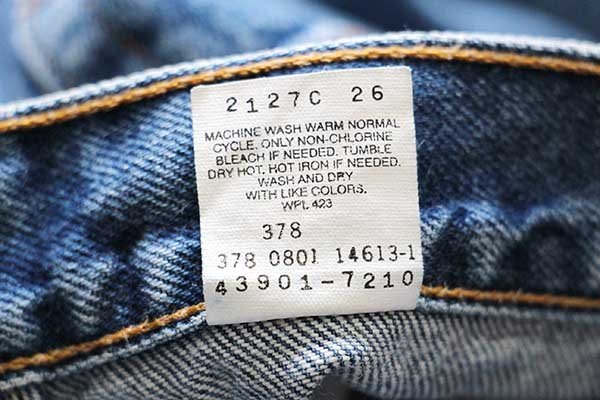 2127C 26
MACHINE WASH WARM NORMAL
CYCLE. ONLY NON-CHLORINE
BLEACH IF NEEDED. TUMBLE
DRY HOT. HOT IRON IF NEEDED.
WASH AND DRY
WITH LIKE COLORS.
WPL 423
378
378 0801 14613-1
43901-7210